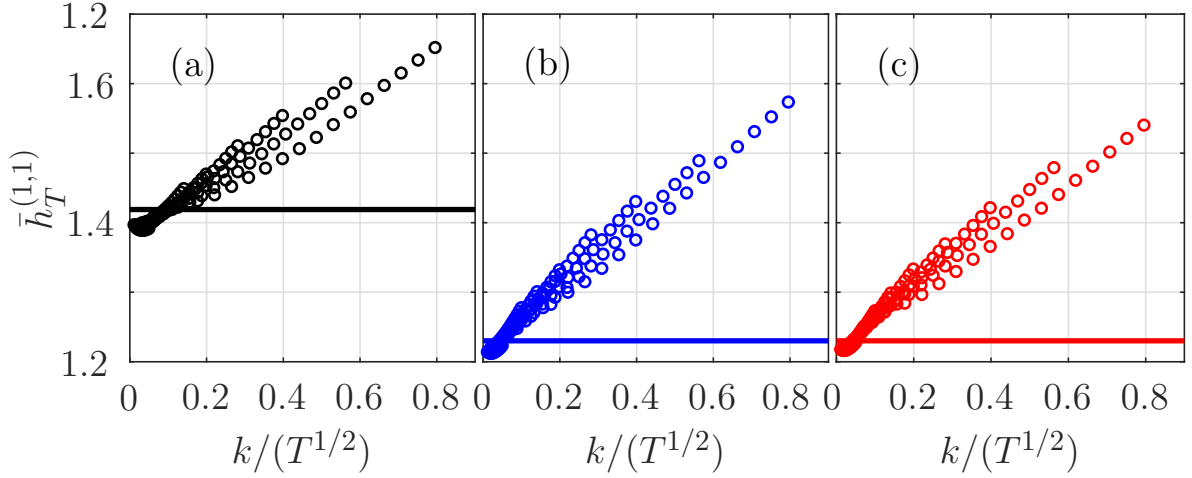 1.2
(a) (b) (c)
1.6
$\bar{h}_T^{(1,1)}$
1.4
1.2
0 0.2 0.4 0.6 0.8 0 0.2 0.4 0.6 0.8 0 0.2 0.4 0.6 0.8
$k/(T^{1/2})$ $k/(T^{1/2})$ $k/(T^{1/2})$